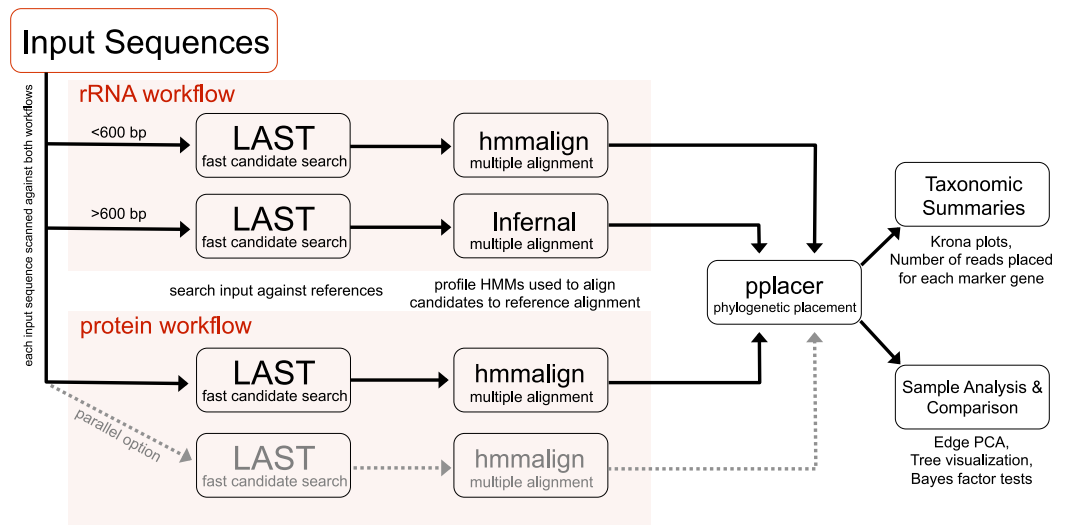 Input Sequences
each input sequence scanned against both workflows
rRNA workflow
<600 bp
LAST
fast candidate search
hmmalign
multiple alignment
>600 bp
LAST
fast candidate search
Infernal
multiple alignment
search input against references
profile HMMs used to align
candidates to reference alignment
protein workflow
LAST
fast candidate search
hmmalign
multiple alignment
parallel option
LAST
fast candidate search
hmmalign
multiple alignment
pplacer
phylogenetic placement
Taxonomic
Summaries
Krona plots,
Number of reads placed
for each marker gene
Sample Analysis &
Comparison
Edge PCA,
Tree visualization,
Bayes factor tests